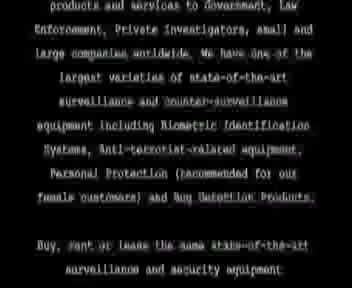 products and services to Government, Law
Enforcement, Private Investigators, small and
large companies worldwide. We have one of the
largest varieties of state-of-the-art
surveillance and counter-surveillance
equipment including Biometric Identification
Systems, Anti-terrorist-related equipment,
Personal Protection (recommended for our
female customers) and Bug Detection Products.
Buy, rent or lease the same state-of-the-art
surveillance and security equipment